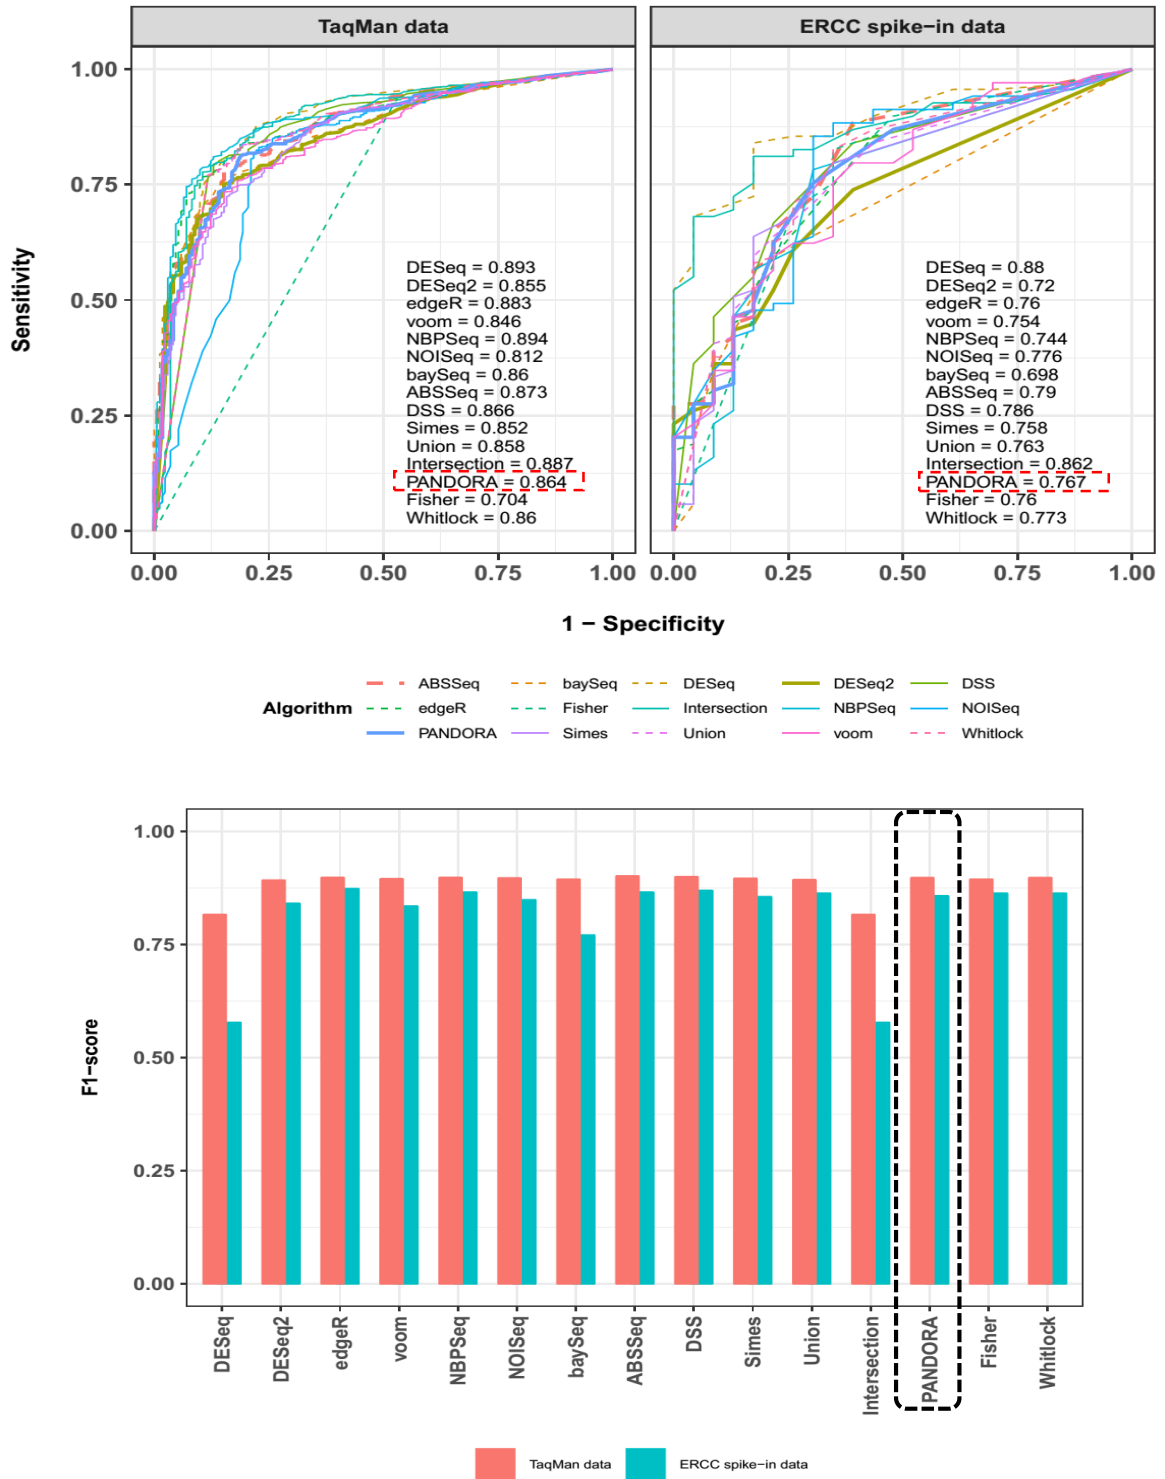 TaqMan data
ERCC spike−in data
Sensitivity
1.00
0.75
0.50
0.25
0.00
DESeq = 0.893
DESeq2 = 0.855
edgeR = 0.883
voom = 0.846
NBPSeq = 0.894
NOISeq = 0.812
baySeq = 0.86
ABSSeq = 0.873
DSS = 0.866
Simes = 0.852
Union = 0.858
Intersection = 0.887
PANDORA = 0.864
Fisher = 0.704
Whitlock = 0.86
DESeq = 0.88
DESeq2 = 0.72
edgeR = 0.76
voom = 0.754
NBPSeq = 0.744
NOISeq = 0.776
baySeq = 0.698
ABSSeq = 0.79
DSS = 0.786
Simes = 0.758
Union = 0.763
Intersection = 0.862
PANDORA = 0.767
Fisher = 0.76
Whitlock = 0.773
0.00 0.25 0.50 0.75 1.00
0.00 0.25 0.50 0.75 1.00
1 − Specificity
Algorithm
ABSSeq baySeq DESeq DESeq2 DSS
edgeR Fisher Intersection NBPSeq NOISeq
PANDORA Simes Union voom Whitlock
F1−score
1.00
0.75
0.50
0.25
0.00
DESeq
DESeq2
edgeR
voom
NBPSeq
NOISeq
baySeq
ABSSeq
DSS
Simes
Union
Intersection
PANDORA
Fisher
Whitlock
TaqMan data ERCC spike−in data